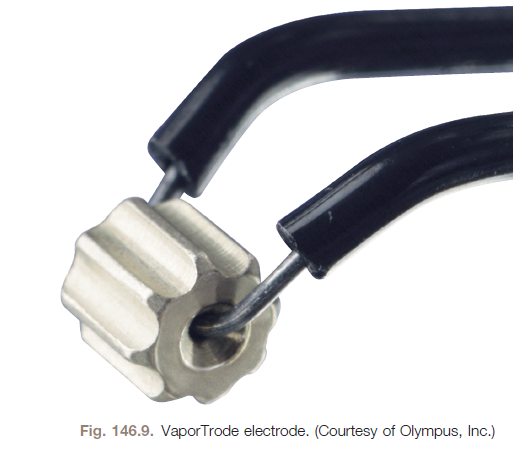 Fig. 146.9. VaporTrode electrode. (Courtesy of Olympus, Inc.)